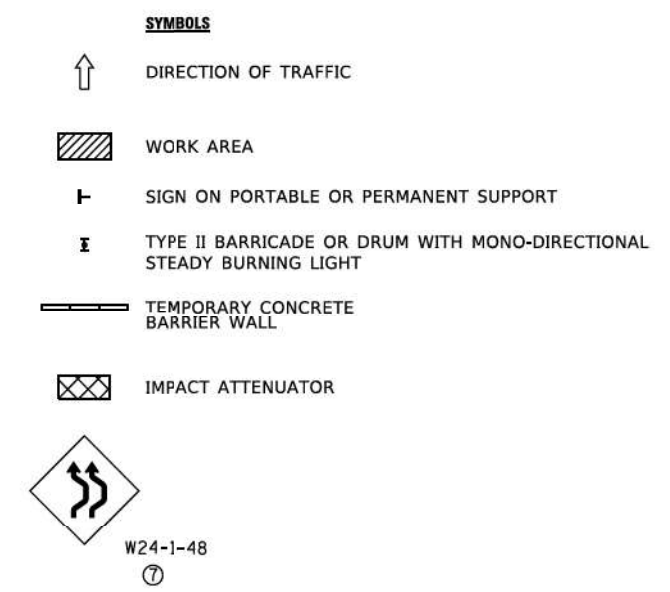 SYMBOLS
DIRECTION OF TRAFFIC
WORK AREA
SIGN ON PORTABLE OR PERMANENT SUPPORT
TYPE II BARRICADE OR DRUM WITH MONO-DIRECTIONAL
STEADY BURNING LIGHT
TEMPORARY CONCRETE
BARRIER WALL
IMPACT ATTENUATOR
W24-1-48
⑦